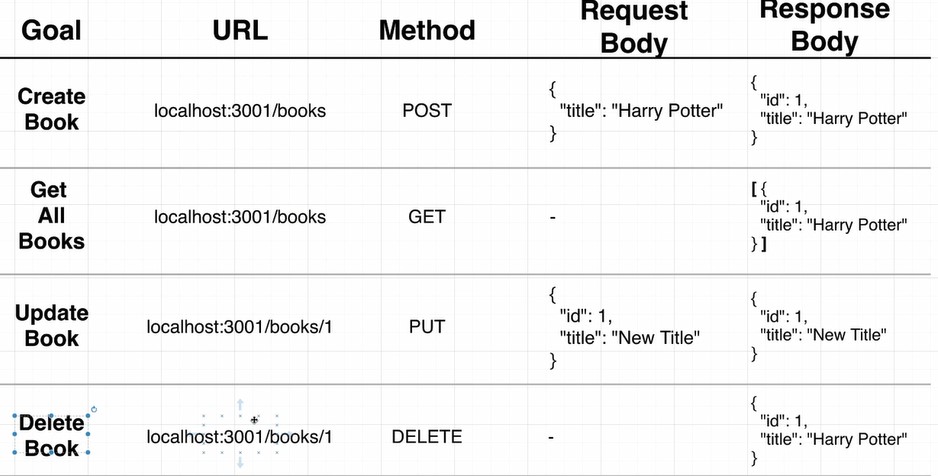 Goal URL Method Request Body Response Body
Create Book localhost:3001/books POST { "title": "Harry Potter" } { "id": 1, "title": "Harry Potter" }
Get All Books localhost:3001/books GET - [ { "id": 1, "title": "Harry Potter" } ]
Update Book localhost:3001/books/1 PUT { "id": 1, "title": "New Title" } { "id": 1, "title": "New Title" }
Delete Book localhost:3001/books/1 DELETE - { "id": 1, "title": "Harry Potter" }